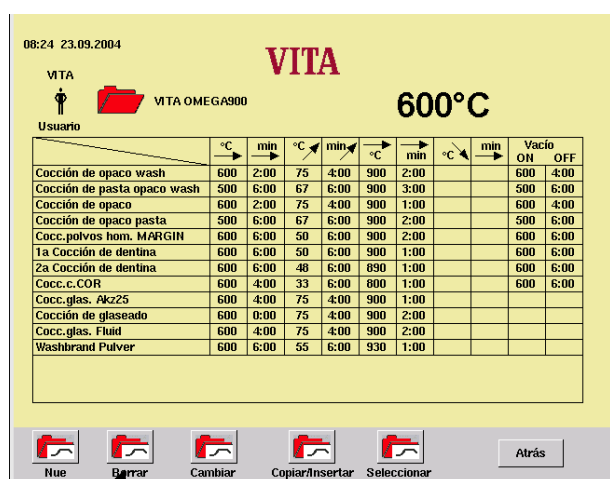 08:24 23.09.2004
VITA
VITA
VITA OMEGA900
600°C
Usuario
°C min °C min °C min °C min Vacío
ON OFF
Cocción de opaco wash 600 2:00 75 4:00 900 2:00 600 4:00
Cocción de pasta opaco wash 500 6:00 67 6:00 900 3:00 500 6:00
Cocción de opaco 600 2:00 75 4:00 900 1:00 600 4:00
Cocción de opaco pasta 500 6:00 67 6:00 900 2:00 500 6:00
Cocc.polvos hom. MARGIN 600 6:00 50 6:00 900 2:00 600 6:00
1a Cocción de dentina 600 6:00 50 6:00 900 1:00 600 6:00
2a Cocción de dentina 600 6:00 48 6:00 890 1:00 600 6:00
Cocc.c.COR 600 4:00 33 6:00 800 1:00 600 6:00
Cocc.glas. Akz25 600 4:00 75 4:00 900 1:00
Cocción de glaseado 600 0:00 75 4:00 900 2:00
Cocc.glas. Fluid 600 4:00 75 4:00 900 2:00
Washbrand Pulver 600 6:00 55 6:00 930 1:00
Nue Borrar Cambiar Copiar/Insertar Seleccionar Atrás